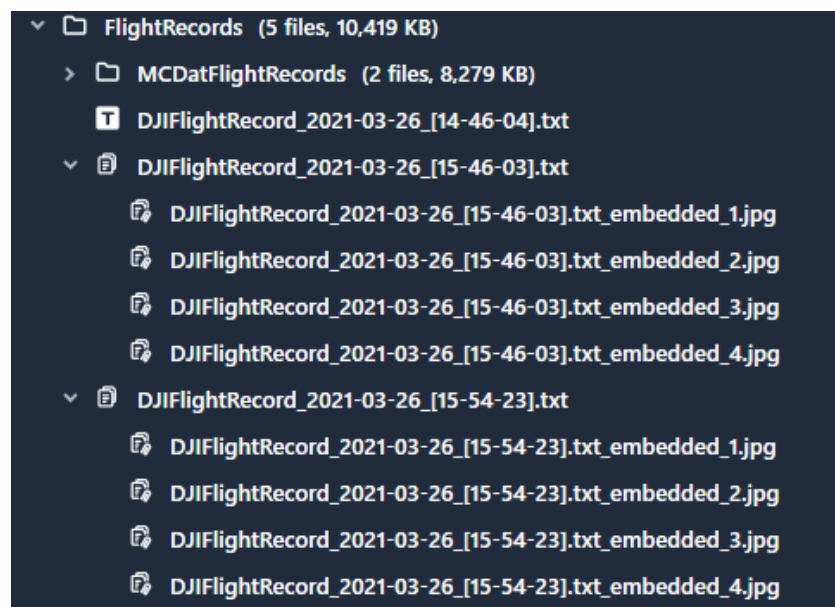 FlightRecords (5 files, 10,419 KB)
MCDatFlightRecords (2 files, 8,279 KB)
T DJIFlightRecord_2021-03-26_[14-46-04].txt
DJIFlightRecord_2021-03-26_[15-46-03].txt
DJIFlightRecord_2021-03-26_[15-46-03].txt_embedded_1.jpg
DJIFlightRecord_2021-03-26_[15-46-03].txt_embedded_2.jpg
DJIFlightRecord_2021-03-26_[15-46-03].txt_embedded_3.jpg
DJIFlightRecord_2021-03-26_[15-46-03].txt_embedded_4.jpg
DJIFlightRecord_2021-03-26_[15-54-23].txt
DJIFlightRecord_2021-03-26_[15-54-23].txt_embedded_1.jpg
DJIFlightRecord_2021-03-26_[15-54-23].txt_embedded_2.jpg
DJIFlightRecord_2021-03-26_[15-54-23].txt_embedded_3.jpg
DJIFlightRecord_2021-03-26_[15-54-23].txt_embedded_4.jpg